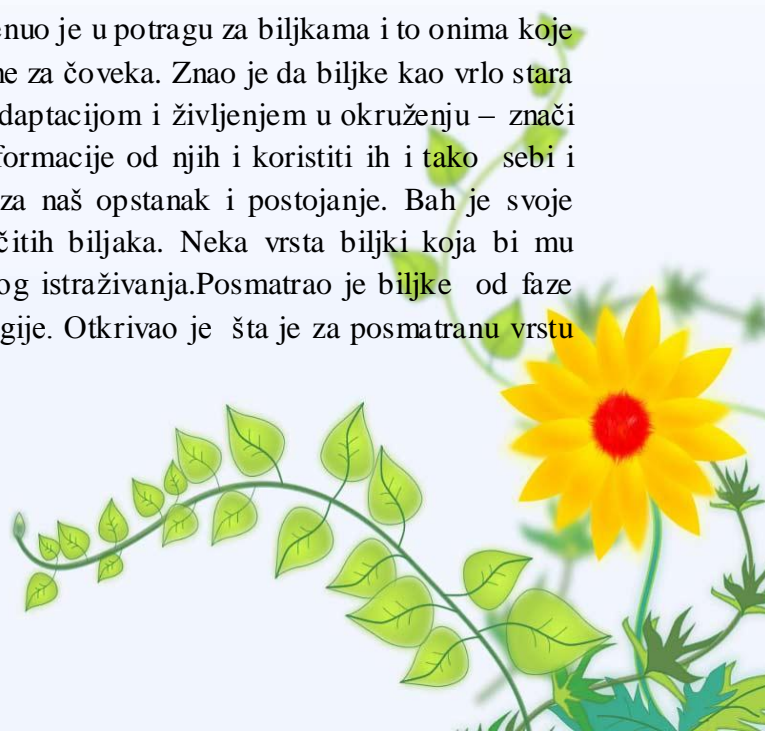 enuo je u potragu za biljkama i to onima koje
ne za čoveka. Znao je da biljke kao vrlo stara
daptacijom i življenjem u okruženju – znači
formacije od njih i koristiti ih i tako sebi i
za naš opstanak i postojanje. Bah je svoje
čitih biljaka. Neka vrsta biljki koja bi mu
og istraživanja.Posmatrao je biljke od faze
gije. Otkrivao je šta je za posmatranu vrstu